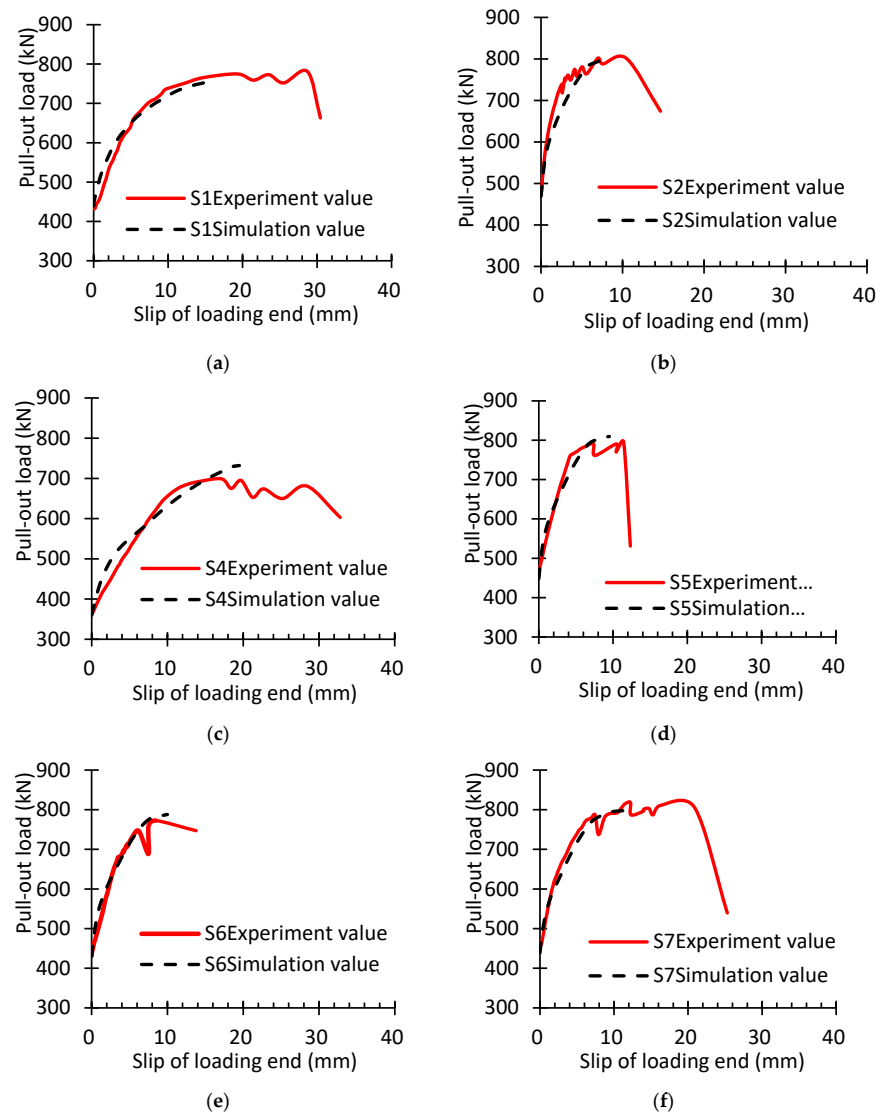 Pull-out load (kN)
900
800
700
600
500
400
300
S1Experiment value
S1Simulation value
0 10 20 30 40
Slip of loading end (mm)
(a)
Pull-out load (kN)
900
800
700
600
500
400
300
S2Experiment value
S2Simulation value
0 10 20 30 40
Slip of loading end (mm)
(b)
Pull-out load (kN)
900
800
700
600
500
400
300
S4Experiment value
S4Simulation value
0 10 20 30 40
Slip of loading end (mm)
(c)
Pull-out load (kN)
900
800
700
600
500
400
300
S5Experiment...
S5Simulation...
0 10 20 30 40
Slip of loading end (mm)
(d)
Pull-out load (kN)
900
800
700
600
500
400
300
S6Experiment value
S6Simulation value
0 10 20 30 40
Slip of loading end (mm)
(e)
Pull-out load (kN)
900
800
700
600
500
400
300
S7Experiment value
S7Simulation value
0 10 20 30 40
Slip of loading end (mm)
(f)